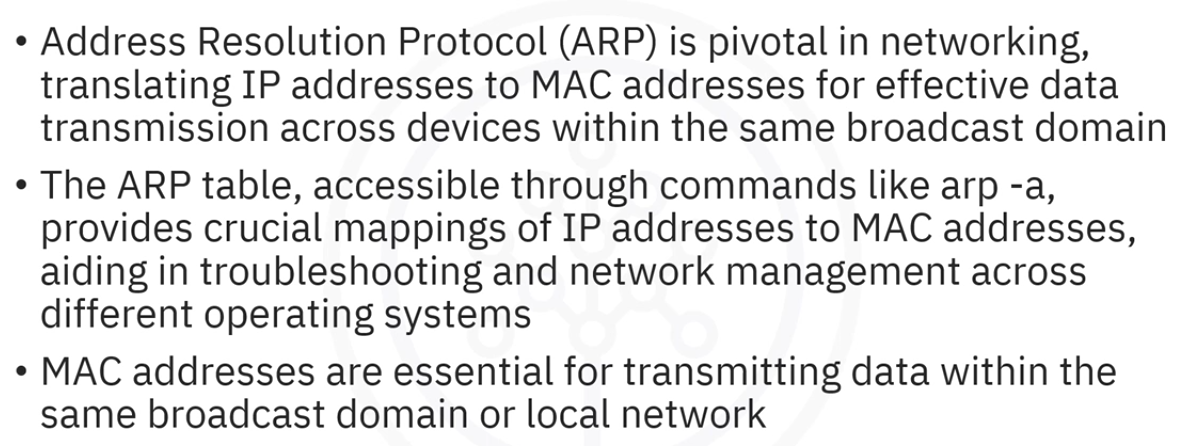 • Address Resolution Protocol (ARP) is pivotal in networking,
translating IP addresses to MAC addresses for effective data
transmission across devices within the same broadcast domain
• The ARP table, accessible through commands like arp -a,
provides crucial mappings of IP addresses to MAC addresses,
aiding in troubleshooting and network management across
different operating systems
• MAC addresses are essential for transmitting data within the
same broadcast domain or local network